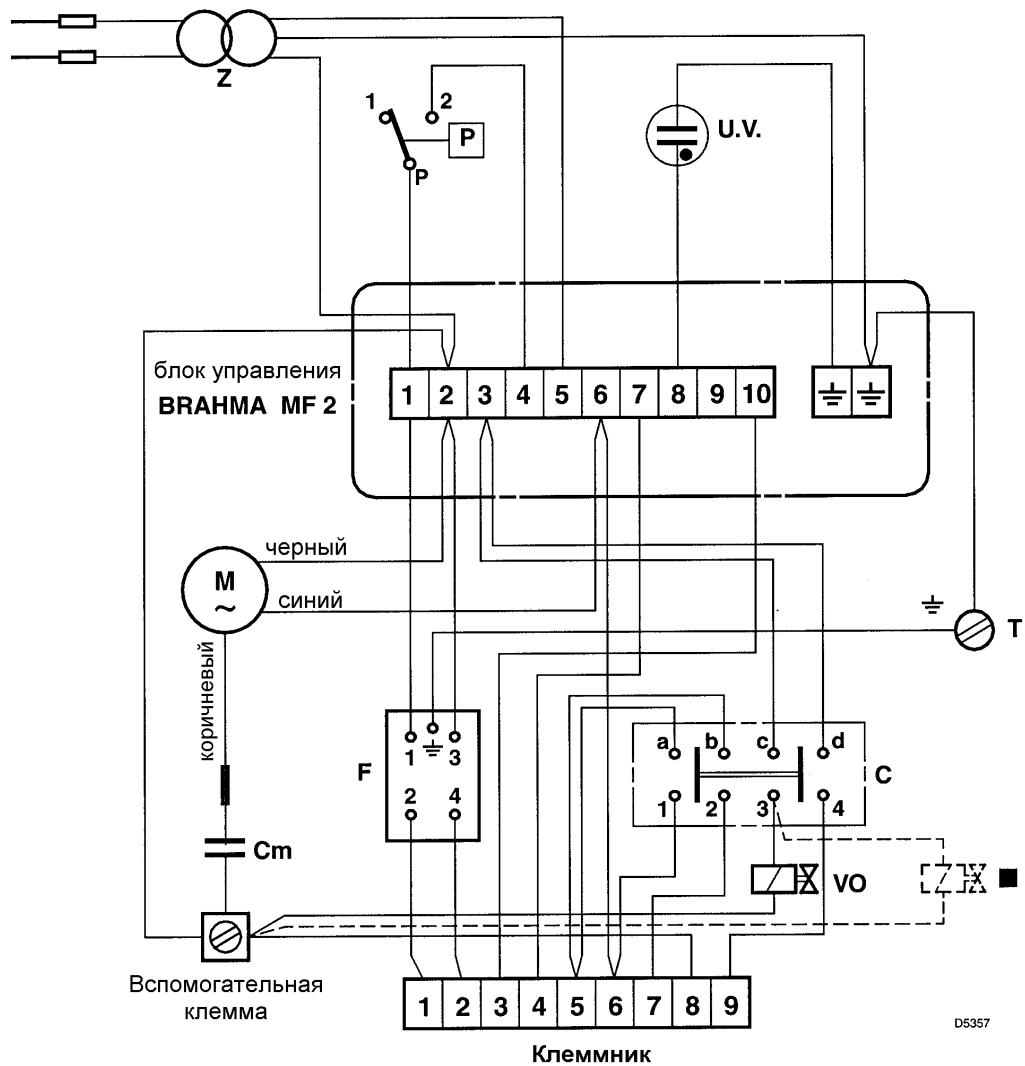 Z
1 2
P
P
U.V.
блок управления
BRAHMA MF 2
1 2 3 4 5 6 7 8 9 10
черный
M
~
синий
коричневый
T
F
1 3
2 4
a b c d
C
1 2 3 4
Cm
VO
Вспомогательная
клемма
1 2 3 4 5 6 7 8 9
D5357
Клеммник